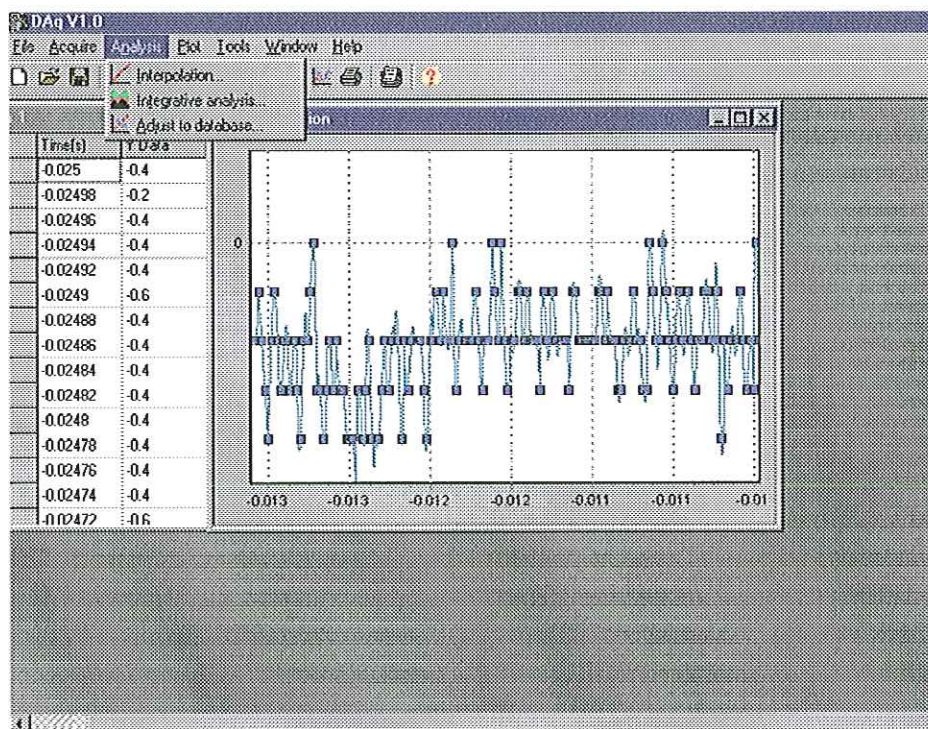 DAq V1.0
File Acquire Analysis Plot Tools Window Help
Interpolation...
Integrative analysis...
Adjust to database...
Time(s) Y Data
-0.025 -0.4
-0.02498 -0.2
-0.02496 -0.4
-0.02494 -0.4
-0.02492 -0.4
-0.0249 -0.6
-0.02488 -0.4
-0.02486 -0.4
-0.02484 -0.4
-0.02482 -0.4
-0.0248 -0.4
-0.02478 -0.4
-0.02476 -0.4
-0.02474 -0.4
-0.02472 -0.6
0
-0.013 -0.013 -0.012 -0.012 -0.011 -0.011 -0.01